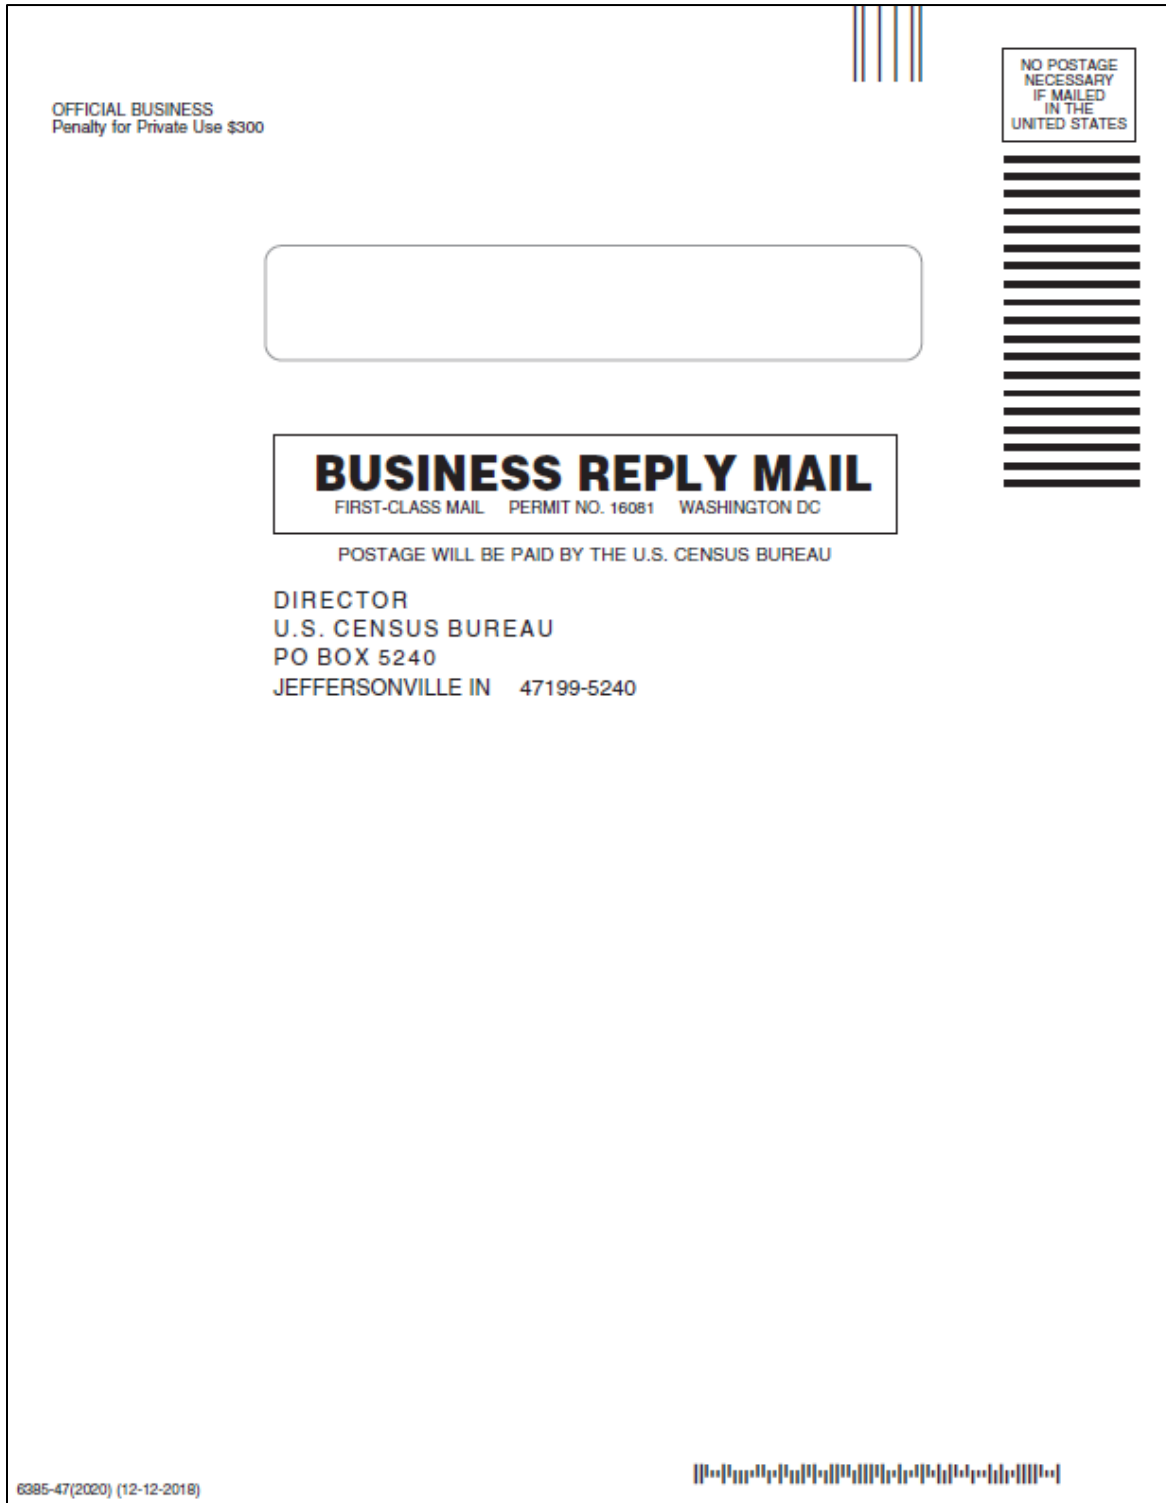 OFFICIAL BUSINESS
Penalty for Private Use $300
NO POSTAGE
NECESSARY
IF MAILED
IN THE
UNITED STATES
BUSINESS REPLY MAIL
FIRST-CLASS MAIL PERMIT NO. 16081 WASHINGTON DC
POSTAGE WILL BE PAID BY THE U.S. CENSUS BUREAU
DIRECTOR
U.S. CENSUS BUREAU
PO BOX 5240
JEFFERSONVILLE IN 47199-5240
6385-47(2020) (12-12-2018)